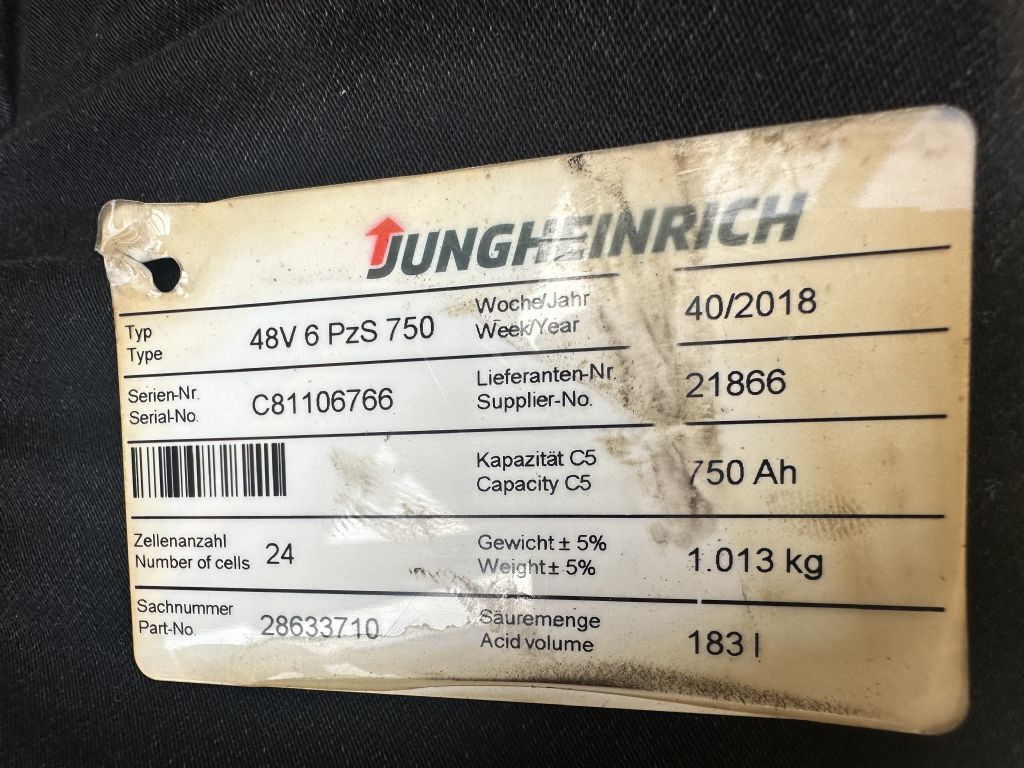 JUNGHEINRICH
Typ
Type
48V 6 PzS 750
Woche/Jahr
Week/Year
40/2018
Serien-Nr.
Serial-No.
C81106766
Lieferanten-Nr.
Supplier-No.
21866
Kapazität C5
Capacity C5
750 Ah
Zellenanzahl
Number of cells
24
Gewicht ± 5%
Weight ± 5%
1.013 kg
Sachnummer
Part-No.
28633710
Säuremenge
Acid volume
183 l